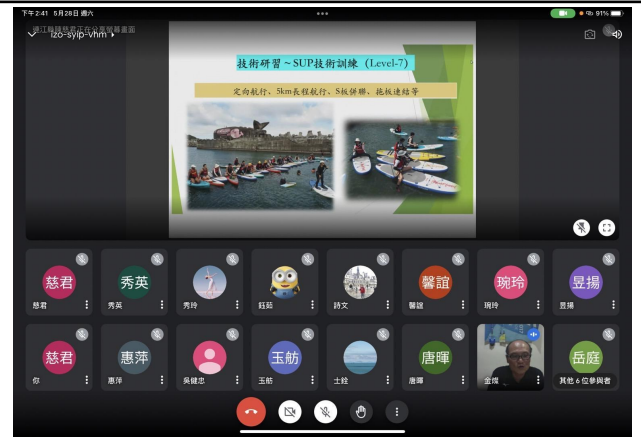 下午2:41 5月28日 週六
91%
izo-sylp-vhm
技術研習～SUP技術訓練 (Level-7)
定向航行、5km長程航行、S板併聯、拖板連結等
慈君
秀英
馨誼
琬玲
昱揚
慈君
秀英
秀玲
鈺茹
詩文
馨誼
琬玲
昱揚
慈君
惠萍
玉舫
唐暉
岳庭
你
惠萍
吳健忠
玉舫
士銓
唐暉
金燦
其他 6 位參與者